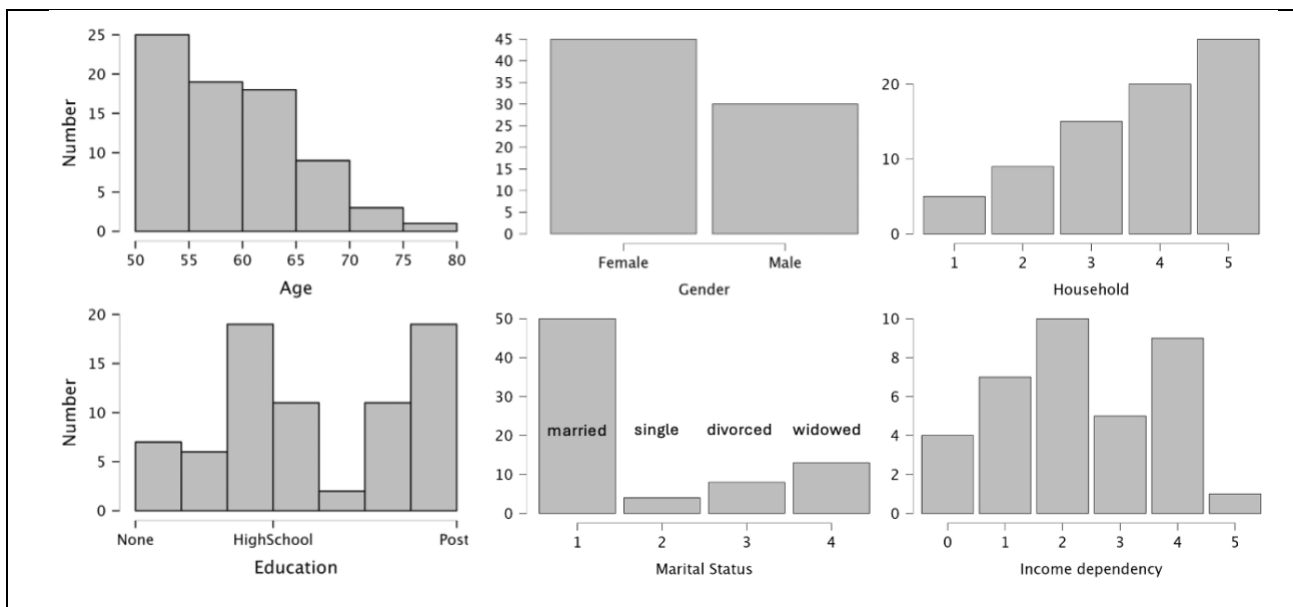 25
20
15
10
5
0
Number
50 55 60 65 70 75 80
Age
45
40
35
30
25
20
15
10
5
0
Female Male
Gender
20
10
0
1 2 3 4 5
Household
20
15
10
5
0
Number
None HighSchool Post
Education
50
40
30
20
10
0
married single divorced widowed
1 2 3 4
Marital Status
10
8
6
4
2
0
0 1 2 3 4 5
Income dependency